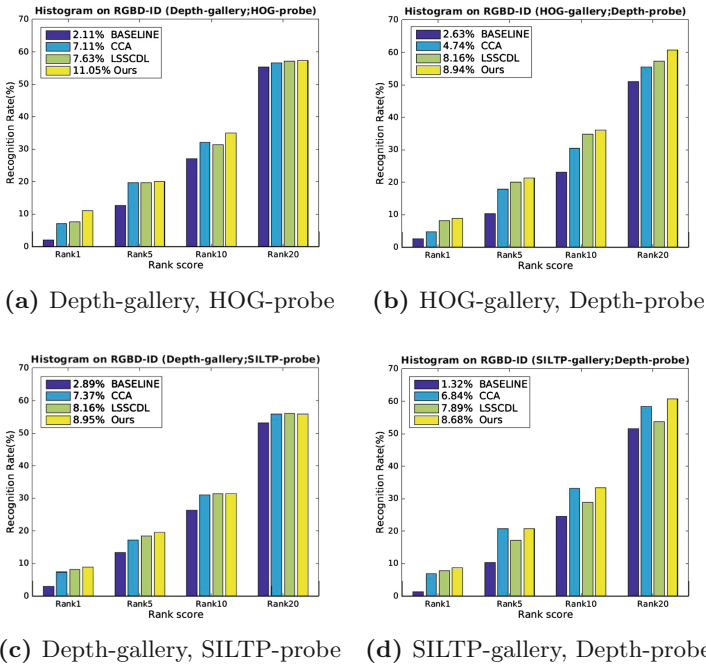 Histogram on RGBD-ID (Depth-gallery;HOG-probe)
70
60
50
40
30
20
10
0
Recognition Rate(%)
2.11% BASELINE
7.11% CCA
7.63% LSSCDL
11.05% Ours
Rank1 Rank5 Rank10 Rank20
Rank score
(a) Depth-gallery, HOG-probe
Histogram on RGBD-ID (HOG-gallery;Depth-probe)
70
60
50
40
30
20
10
0
Recognition Rate(%)
2.63% BASELINE
4.74% CCA
8.16% LSSCDL
8.94% Ours
Rank1 Rank5 Rank10 Rank20
Rank score
(b) HOG-gallery, Depth-probe
Histogram on RGBD-ID (Depth-gallery;SILTP-probe)
70
60
50
40
30
20
10
0
Recognition Rate(%)
2.89% BASELINE
7.37% CCA
8.16% LSSCDL
8.95% Ours
Rank1 Rank5 Rank10 Rank20
Rank score
(c) Depth-gallery, SILTP-probe
Histogram on RGBD-ID (SILTP-gallery;Depth-probe)
70
60
50
40
30
20
10
0
Recognition Rate(%)
1.32% BASELINE
6.84% CCA
7.89% LSSCDL
8.68% Ours
Rank1 Rank5 Rank10 Rank20
Rank score
(d) SILTP-gallery, Depth-probe